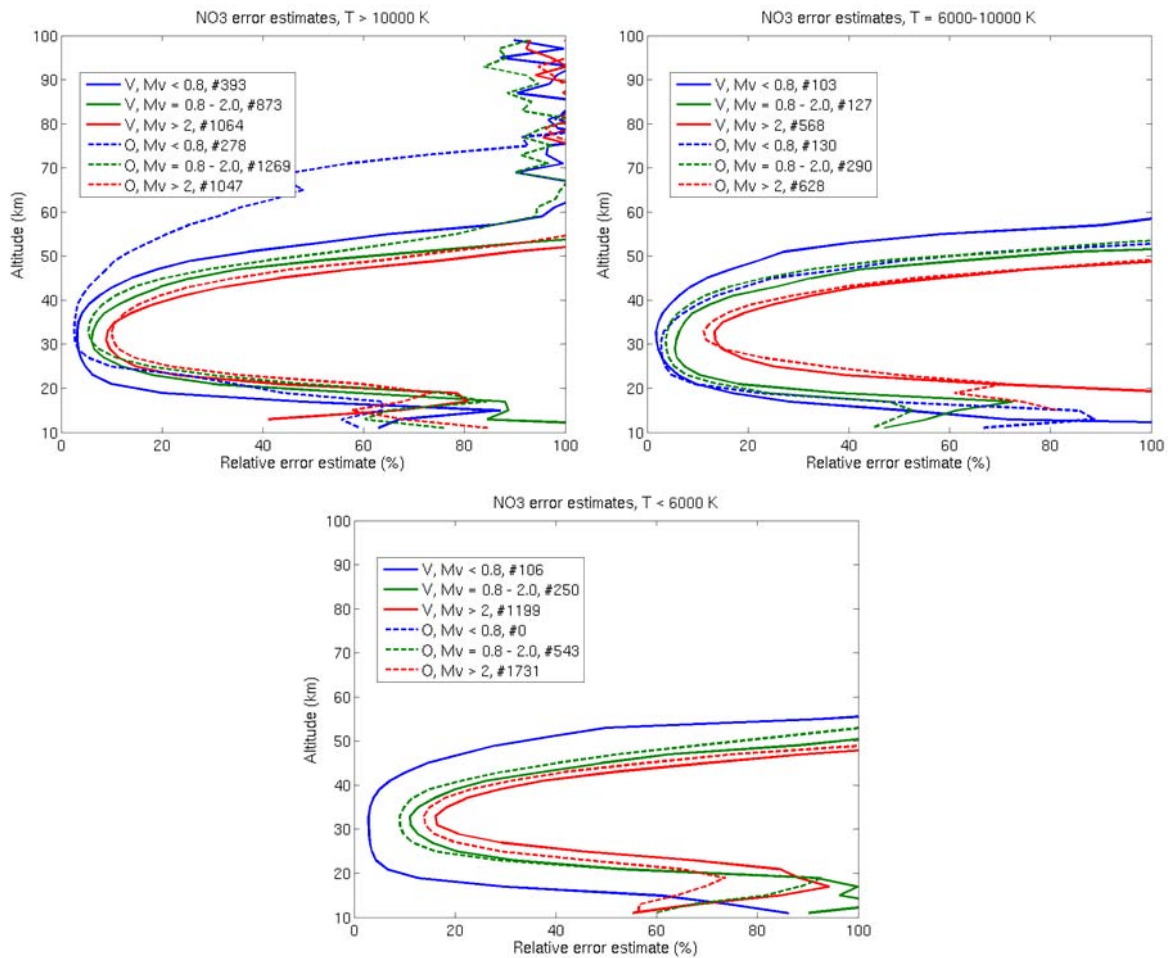 NO3 error estimates, T > 10000 K
100
90
80
70
60
50
40
30
20
10
Altitude (km)
V, Mv < 0.8, #393
V, Mv = 0.8 - 2.0, #873
V, Mv > 2, #1064
O, Mv < 0.8, #278
O, Mv = 0.8 - 2.0, #1269
O, Mv > 2, #1047
0 20 40 60 80 100
Relative error estimate (%)
NO3 error estimates, T = 6000-10000 K
100
90
80
70
60
50
40
30
20
10
Altitude (km)
V, Mv < 0.8, #103
V, Mv = 0.8 - 2.0, #127
V, Mv > 2, #568
O, Mv < 0.8, #130
O, Mv = 0.8 - 2.0, #290
O, Mv > 2, #628
0 20 40 60 80 100
Relative error estimate (%)
NO3 error estimates, T < 6000 K
100
90
80
70
60
50
40
30
20
10
Altitude (km)
V, Mv < 0.8, #106
V, Mv = 0.8 - 2.0, #250
V, Mv > 2, #1199
O, Mv < 0.8, #0
O, Mv = 0.8 - 2.0, #543
O, Mv > 2, #1731
0 20 40 60 80 100
Relative error estimate (%)